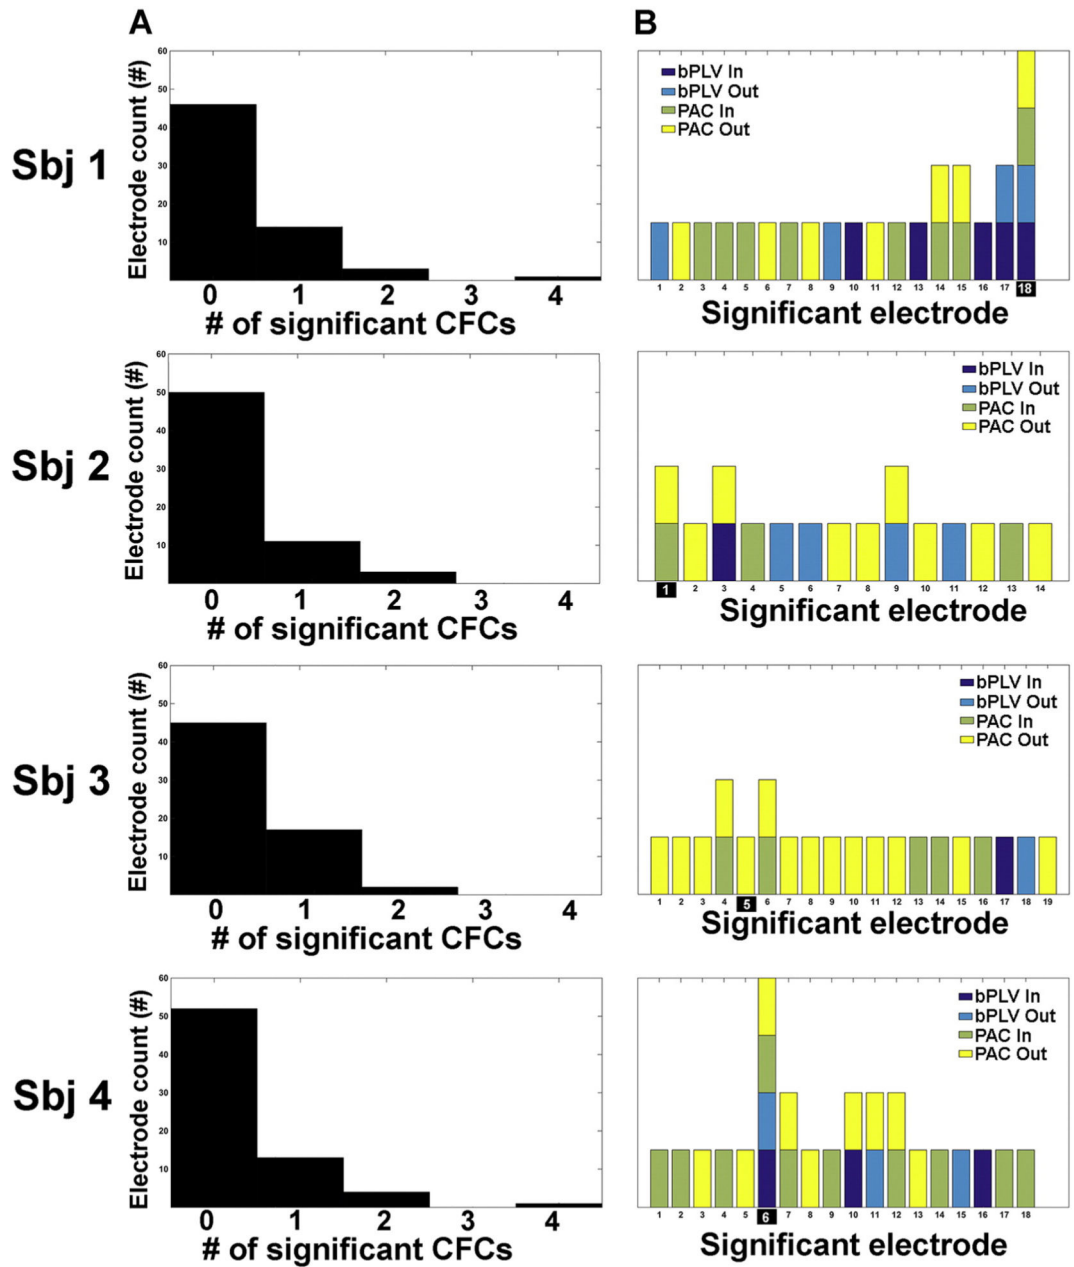 A
B
Sbj 1
Electrode count (#)
60
50
40
30
20
10
0 1 2 3 4
# of significant CFCs
bPLV In
bPLV Out
PAC In
PAC Out
1 2 3 4 5 6 7 8 9 10 11 12 13 14 15 16 17 18
Significant electrode
Sbj 2
Electrode count (#)
60
50
40
30
20
10
0 1 2 3 4
# of significant CFCs
bPLV In
bPLV Out
PAC In
PAC Out
1 2 3 4 5 6 7 8 9 10 11 12 13 14
Significant electrode
Sbj 3
Electrode count (#)
60
50
40
30
20
10
0 1 2 3 4
# of significant CFCs
bPLV In
bPLV Out
PAC In
PAC Out
1 2 3 4 5 6 7 8 9 10 11 12 13 14 15 16 17 18 19
Significant electrode
Sbj 4
Electrode count (#)
60
50
40
30
20
10
0 1 2 3 4
# of significant CFCs
bPLV In
bPLV Out
PAC In
PAC Out
1 2 3 4 5 6 7 8 9 10 11 12 13 14 15 16 17 18
Significant electrode